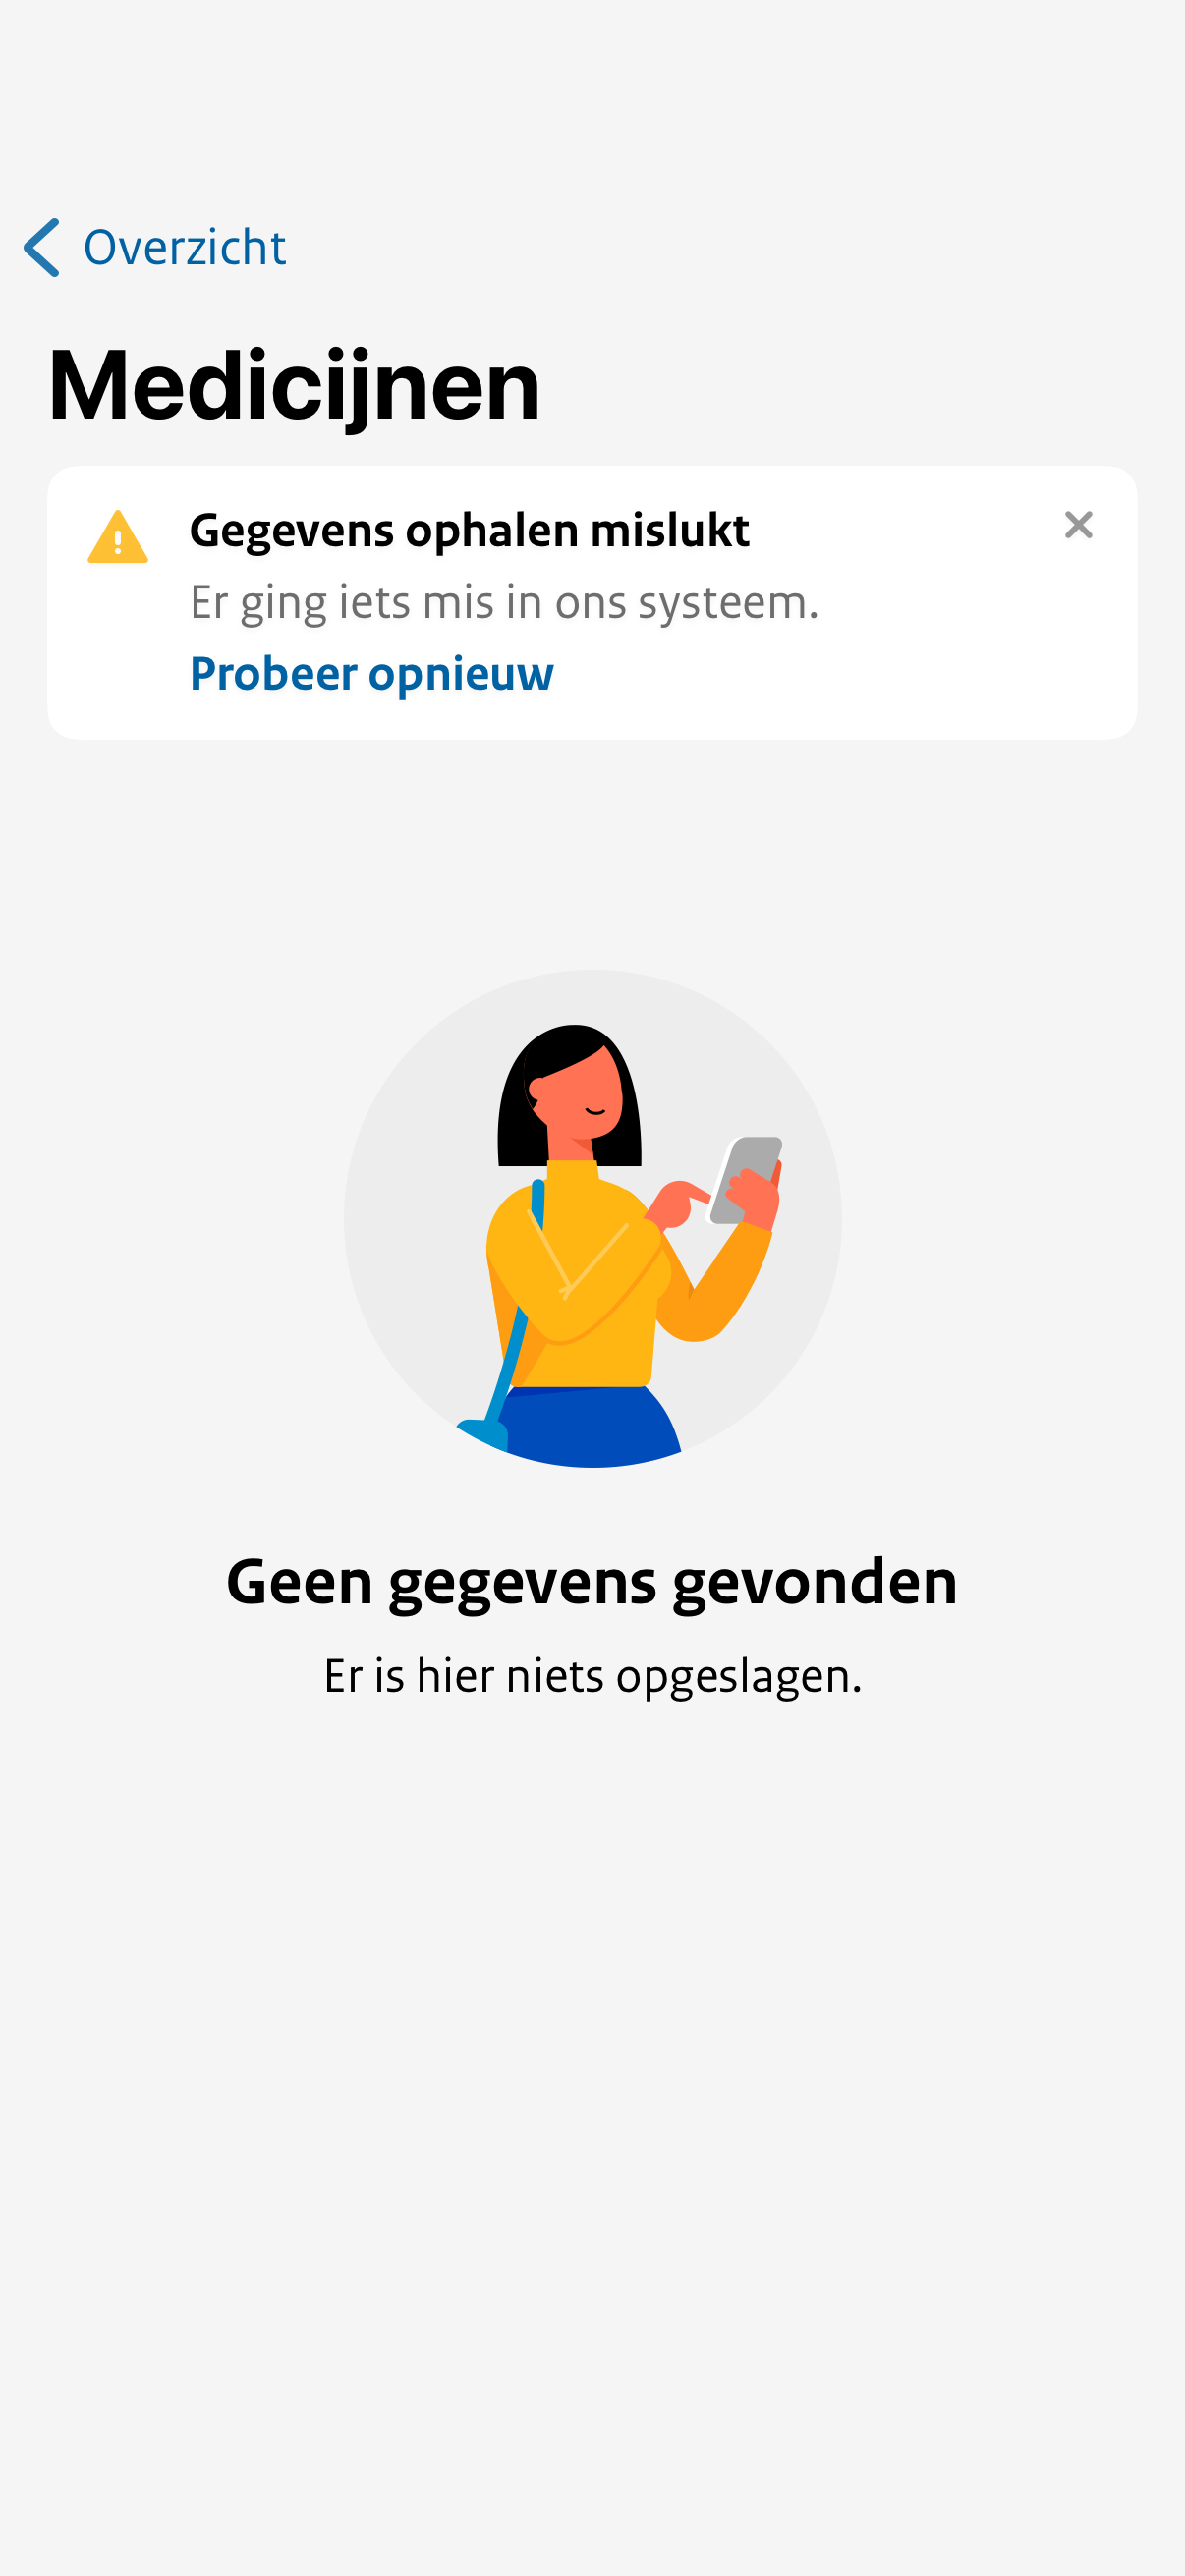 Overzicht
Medicijnen
Gegevens ophalen mislukt
Er ging iets mis in ons systeem.
Probeer opnieuw
Geen gegevens gevonden
Er is hier niets opgeslagen.